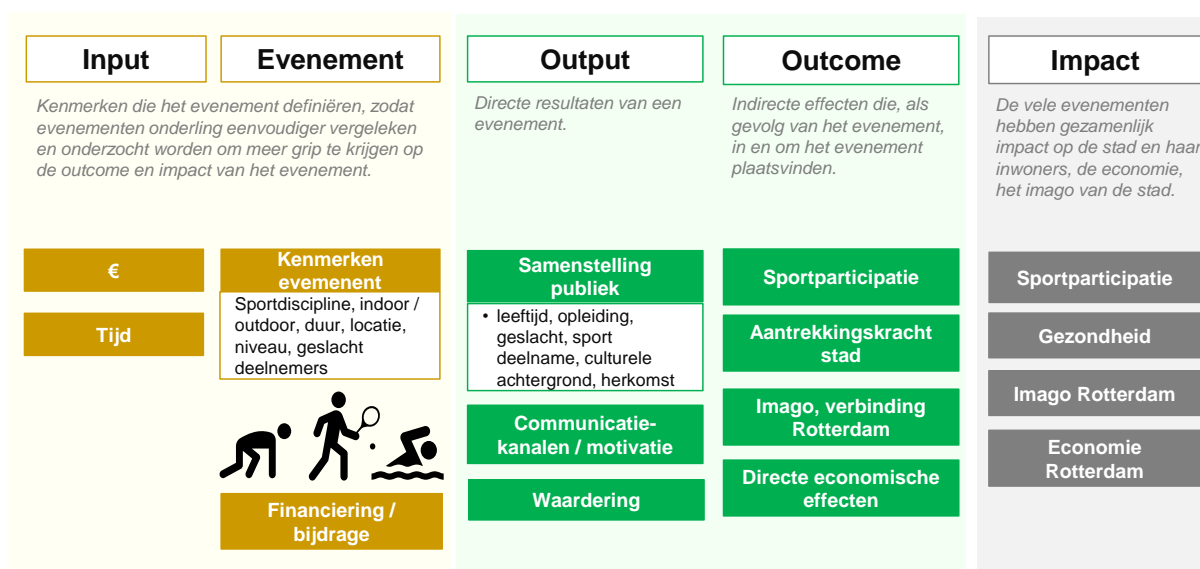 Input
Evenement
Kenmerken die het evenement definiëren, zodat
evenementen onderling eenvoudiger vergeleken
en onderzocht worden om meer grip te krijgen op
de outcome en impact van het evenement.
€
Tijd
Kenmerken
evemenent
Sportdiscipline, indoor /
outdoor, duur, locatie,
niveau, geslacht
deelnemers
Financiering /
bijdrage
Output
Directe resultaten van een
evenement.
Samenstelling
publiek
• leeftijd, opleiding,
geslacht, sport
deelname, culturele
achtergrond, herkomst
Communicatie-
kanalen / motivatie
Waardering
Outcome
Indirecte effecten die, als
gevolg van het evenement,
in en om het evenement
plaatsvinden.
Sportparticipatie
Aantrekkingskracht
stad
Imago, verbinding
Rotterdam
Directe economische
effecten
Impact
De vele evenementen
hebben gezamenlijk
impact op de stad en haar
inwoners, de economie,
het imago van de stad.
Sportparticipatie
Gezondheid
Imago Rotterdam
Economie
Rotterdam